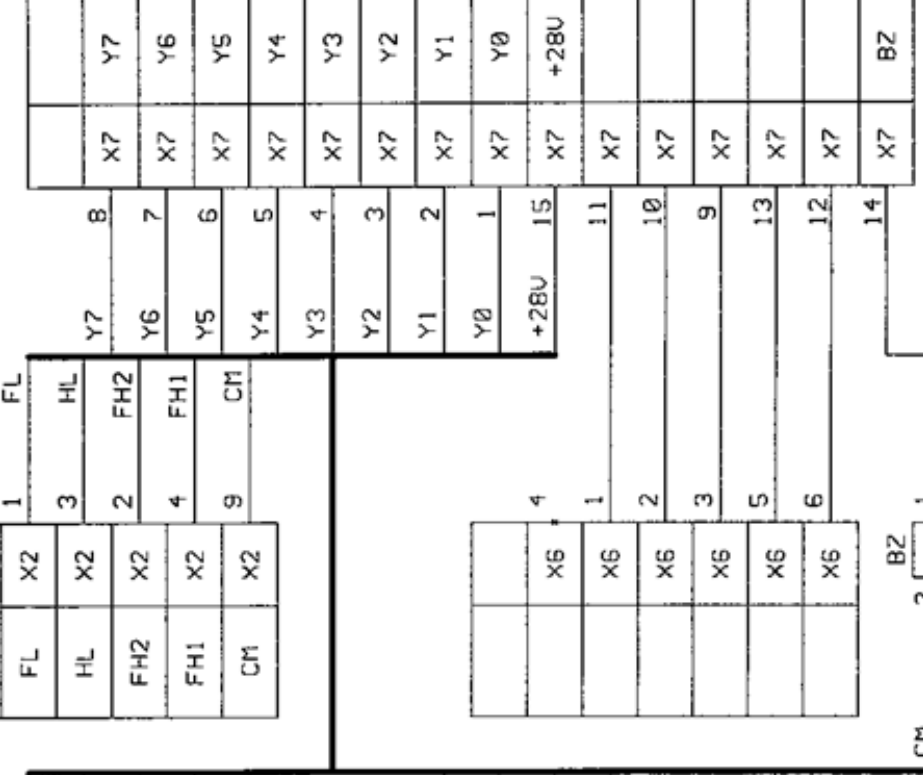 Y7 Y6 Y5 Y4 Y3 Y2 Y1 Y0 +28V BZ
X7 X7 X7 X7 X7 X7 X7 X7 X7 X7 X7 X7 X7 X7 X7
8 7 6 5 4 3 2 1 15 11 10 9 13 12 14
Y7 Y6 Y5 Y4 Y3 Y2 Y1 Y0 +28V
FL HL FH2 FH1 CM
1 3 2 4 9 4 1 2 3 5 6
X2 X2 X2 X2 X2 X6 X6 X6 X6 X6 X6 BZ
FL HL FH2 FH1 CM
CM